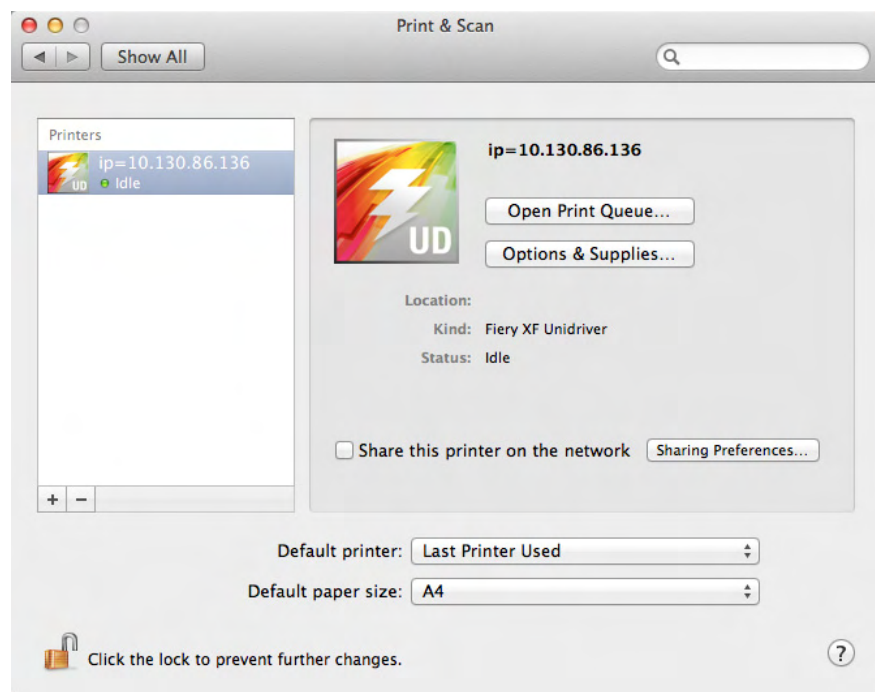 Print & Scan
Show All
Printers
ip=10.130.86.136
UD
Idle
ip=10.130.86.136
UD
Open Print Queue...
Options & Supplies...
Location:
Kind: Fiery XF Unidriver
Status: Idle
Share this printer on the network Sharing Preferences...
+ −
Default printer: Last Printer Used
Default paper size: A4
Click the lock to prevent further changes.
?